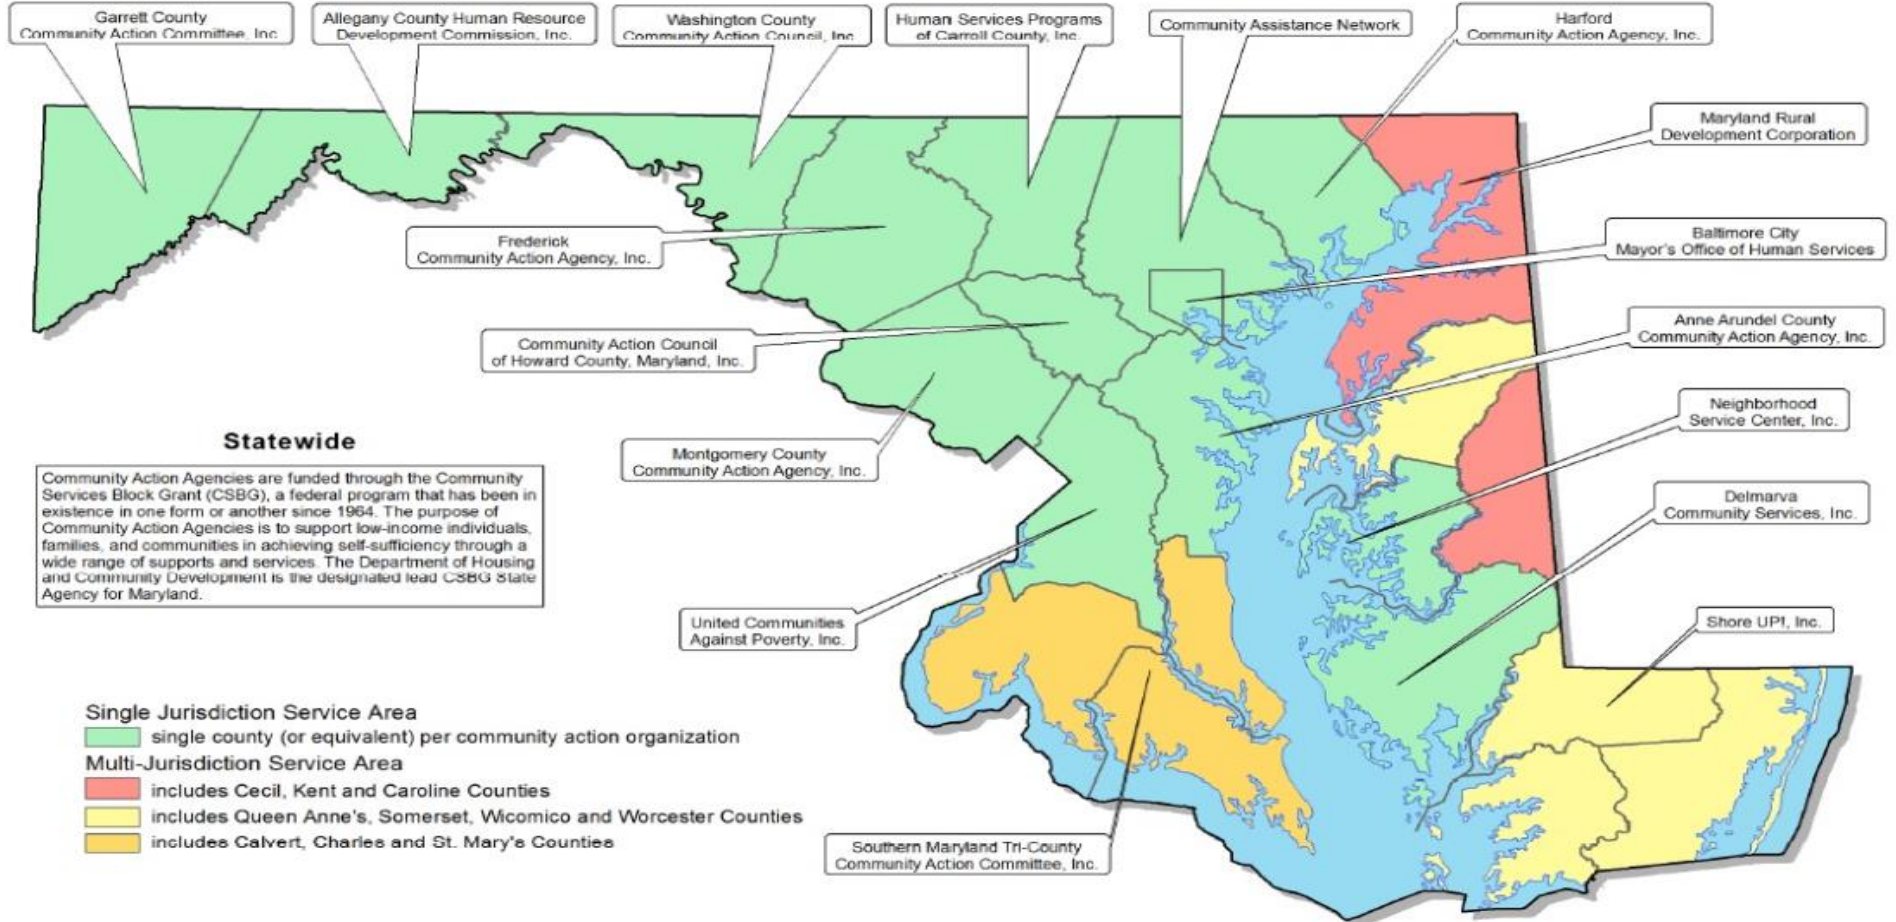 Garrett County
Community Action Committee, Inc.
Allegany County Human Resource
Development Commission, Inc.
Washington County
Community Action Council, Inc.
Human Services Programs
of Carroll County, Inc.
Community Assistance Network
Harford
Community Action Agency, Inc.
Maryland Rural
Development Corporation
Frederick
Community Action Agency, Inc.
Baltimore City
Mayor's Office of Human Services
Community Action Council
of Howard County, Maryland, Inc.
Anne Arundel County
Community Action Agency, Inc.
Neighborhood
Service Center, Inc.
Montgomery County
Community Action Agency, Inc.
Delmarva
Community Services, Inc.
United Communities
Against Poverty, Inc.
Shore UP!, Inc.
Southern Maryland Tri-County
Community Action Committee, Inc.
Statewide
Community Action Agencies are funded through the Community
Services Block Grant (CSBG), a federal program that has been in
existence in one form or another since 1964. The purpose of
Community Action Agencies is to support low-income individuals,
families, and communities in achieving self-sufficiency through a
wide range of supports and services. The Department of Housing
and Community Development is the designated lead CSBG State
Agency for Maryland.
Single Jurisdiction Service Area
single county (or equivalent) per community action organization
Multi-Jurisdiction Service Area
includes Cecil, Kent and Caroline Counties
includes Queen Anne's, Somerset, Wicomico and Worcester Counties
includes Calvert, Charles and St. Mary's Counties